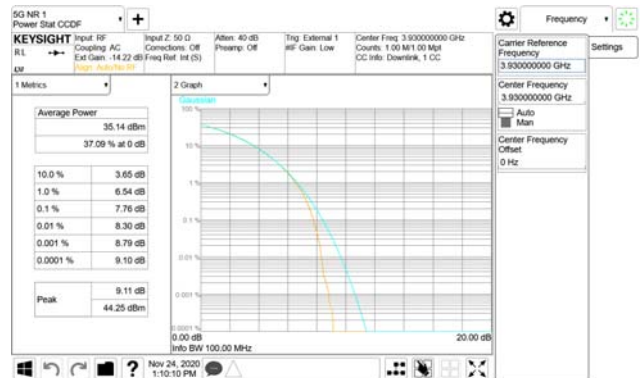 5G NR 1
Power Stat CCDF
Frequency
KEYSIGHT
RL
Input: RF
Coupling: AC
Ext Gain: -14.22 dB
Align: Auto/No RF
Input Z: 50 Ω
Corrections: Off
Freq Ref: Int (S)
Atten: 40 dB
Preamp: Off
Trig: External 1
#IF Gain: Low
Center Freq: 3.930000000 GHz
Counts: 1.00 M/1.00 Mpt
CC Info: Downlink, 1 CC
Carrier Reference
Frequency
3.930000000 GHz
Settings
Center Frequency
3.930000000 GHz
Auto
Man
Center Frequency
Offset
0 Hz
1 Metrics
Average Power
35.14 dBm
37.09 % at 0 dB
10.0 % 3.65 dB
1.0 % 6.54 dB
0.1 % 7.76 dB
0.01 % 8.30 dB
0.001 % 8.79 dB
0.0001 % 9.10 dB
Peak
9.11 dB
44.25 dBm
2 Graph
Gaussian
100 %
10 %
1 %
0.1 %
0.01 %
0.001 %
0.0001 %
0.00 dB
20.00 dB
Info BW 100.00 MHz
Nov 24, 2020
1:10:10 PM